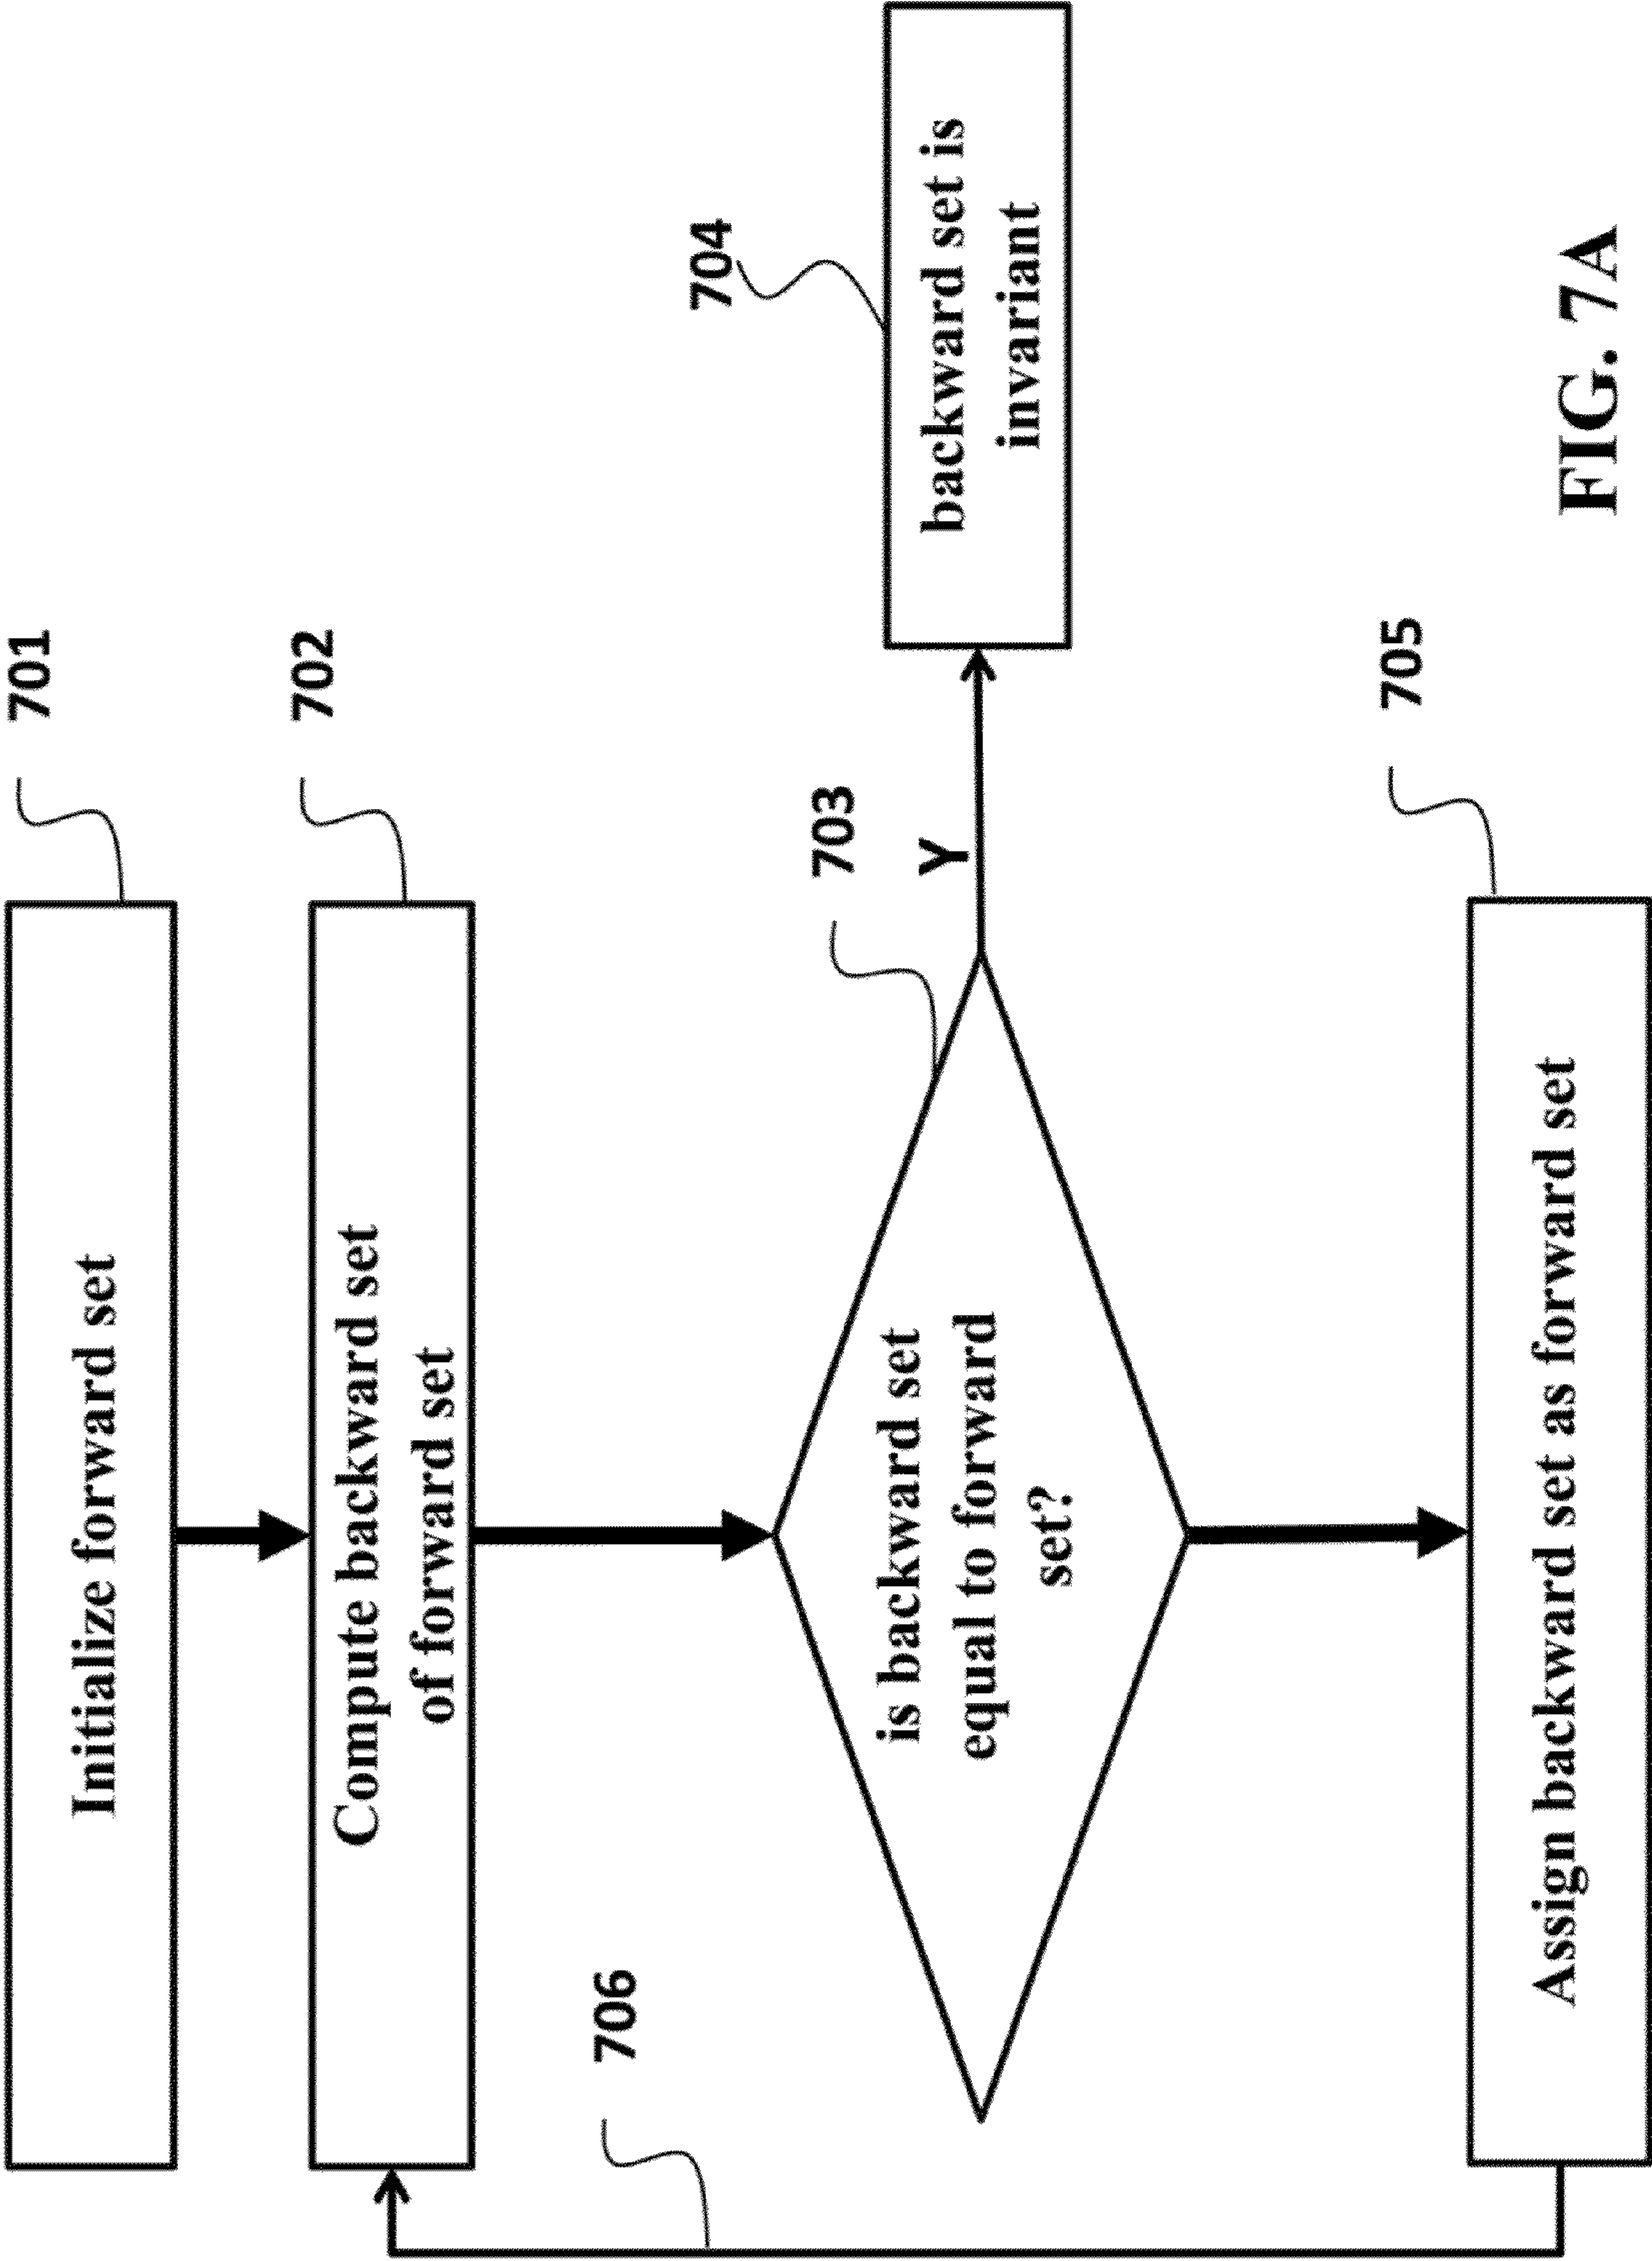 701
Initialize forward set
702
Compute backward set
of forward set
703
is backward set
equal to forward
set?
Y
704
backward set is
invariant
705
Assign backward set as forward set
706
FIG. 7A